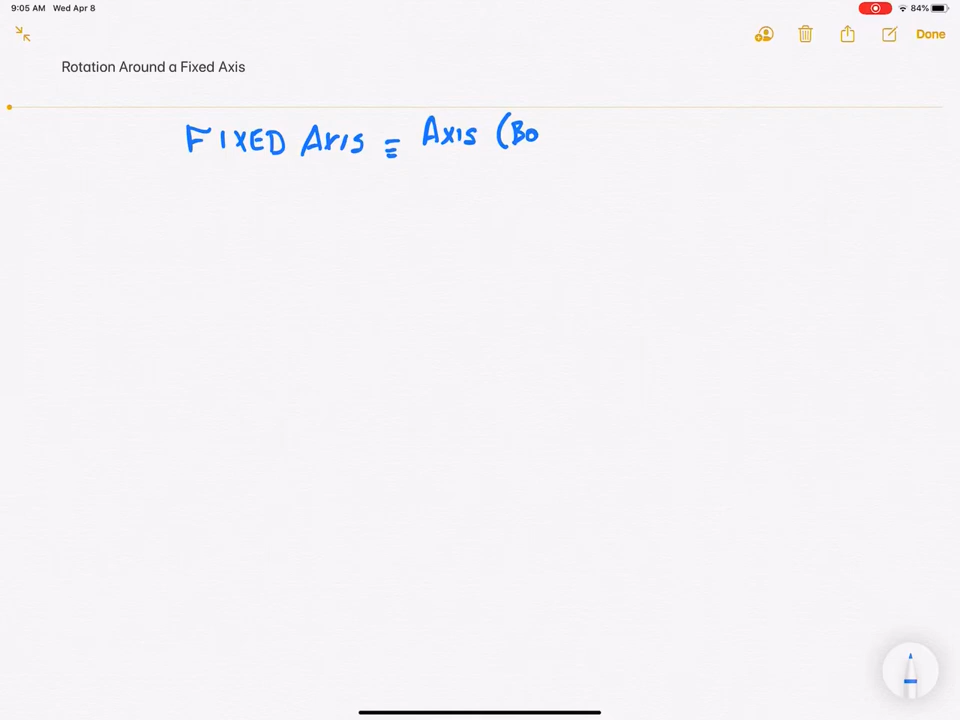 9:05 AM Wed Apr 8 84%
Done
Rotation Around a Fixed Axis
FIXED AXIS ≡ AXIS (BO